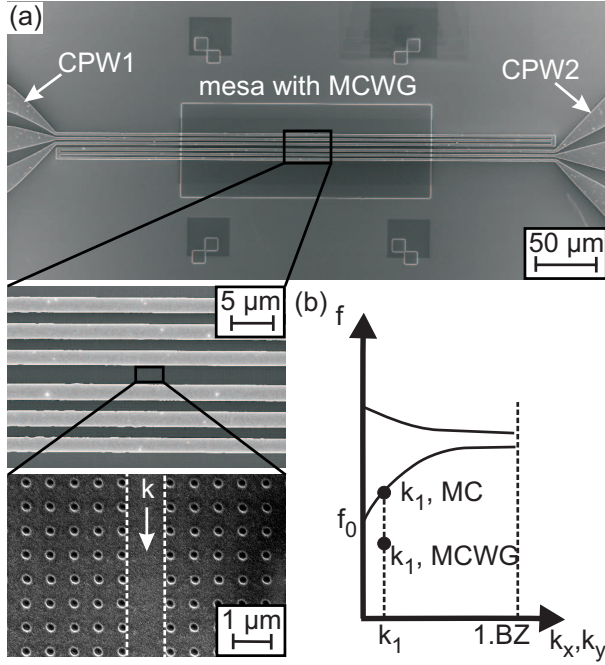 (a)
CPW1
mesa with MCWG
CPW2
50 µm
5 µm
k
1 µm
(b)
f
k₁, MC
f₀
k₁, MCWG
k₁
1.BZ
kₓ,k_y